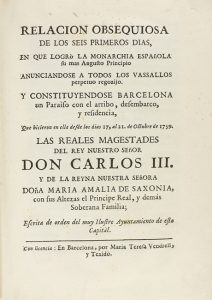 RELACION OBSEQUIOSA
DE LOS SEIS PRIMEROS DIAS,
EN QUE LOGRÒ LA MONARCHIA ESPAÑOLA
su mas Augusto Principio
ANUNCIANDOSE A TODOS LOS VASSALLOS
perpetuo regozijo.
Y CONSTITUYENDOSE BARCELONA
un Paraiso con el arribo, desembarco,
y residencia,
Que hicieron en ella desde los dias 17, al 21. de Octubre de 1759.
LAS REALES MAGESTADES
DEL REY NUESTRO SEÑOR
DON CARLOS III.
Y DE LA REYNA NUESTRA SEÑORA
DOñA MARIA AMALIA DE SAXONIA,
con sus Altezas el Principe Real, y demás
Soberana Familia;
Escrita de orden del muy Ilustre Ayuntamiento de esta
Capital.
Con licencia: En Barcelona, por Maria Teresa Vendrell,
y Texido.